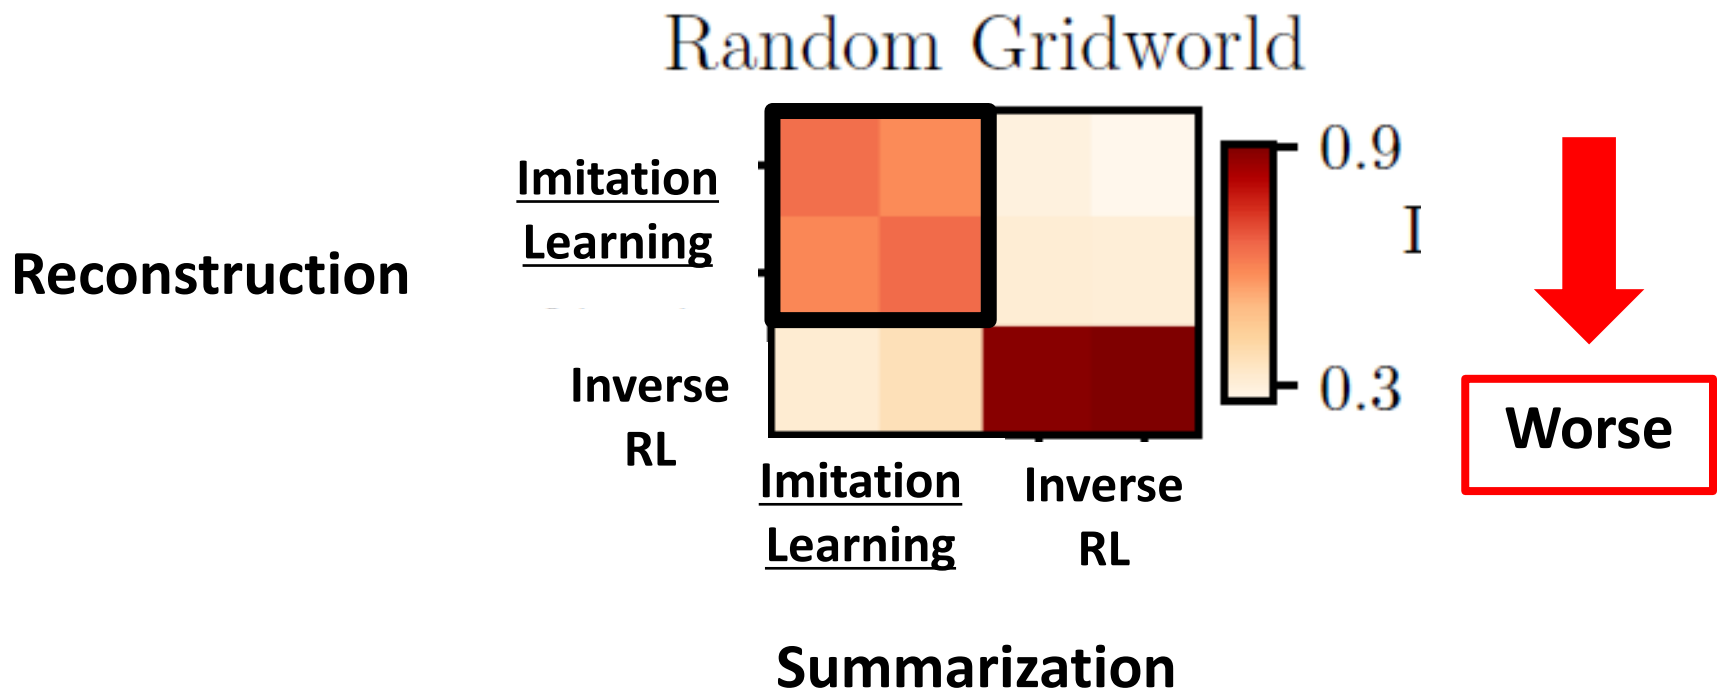 Random Gridworld
Imitation
Learning
Reconstruction
Inverse
RL
0.9
0.3
Worse
Imitation
Learning
Inverse
RL
Summarization